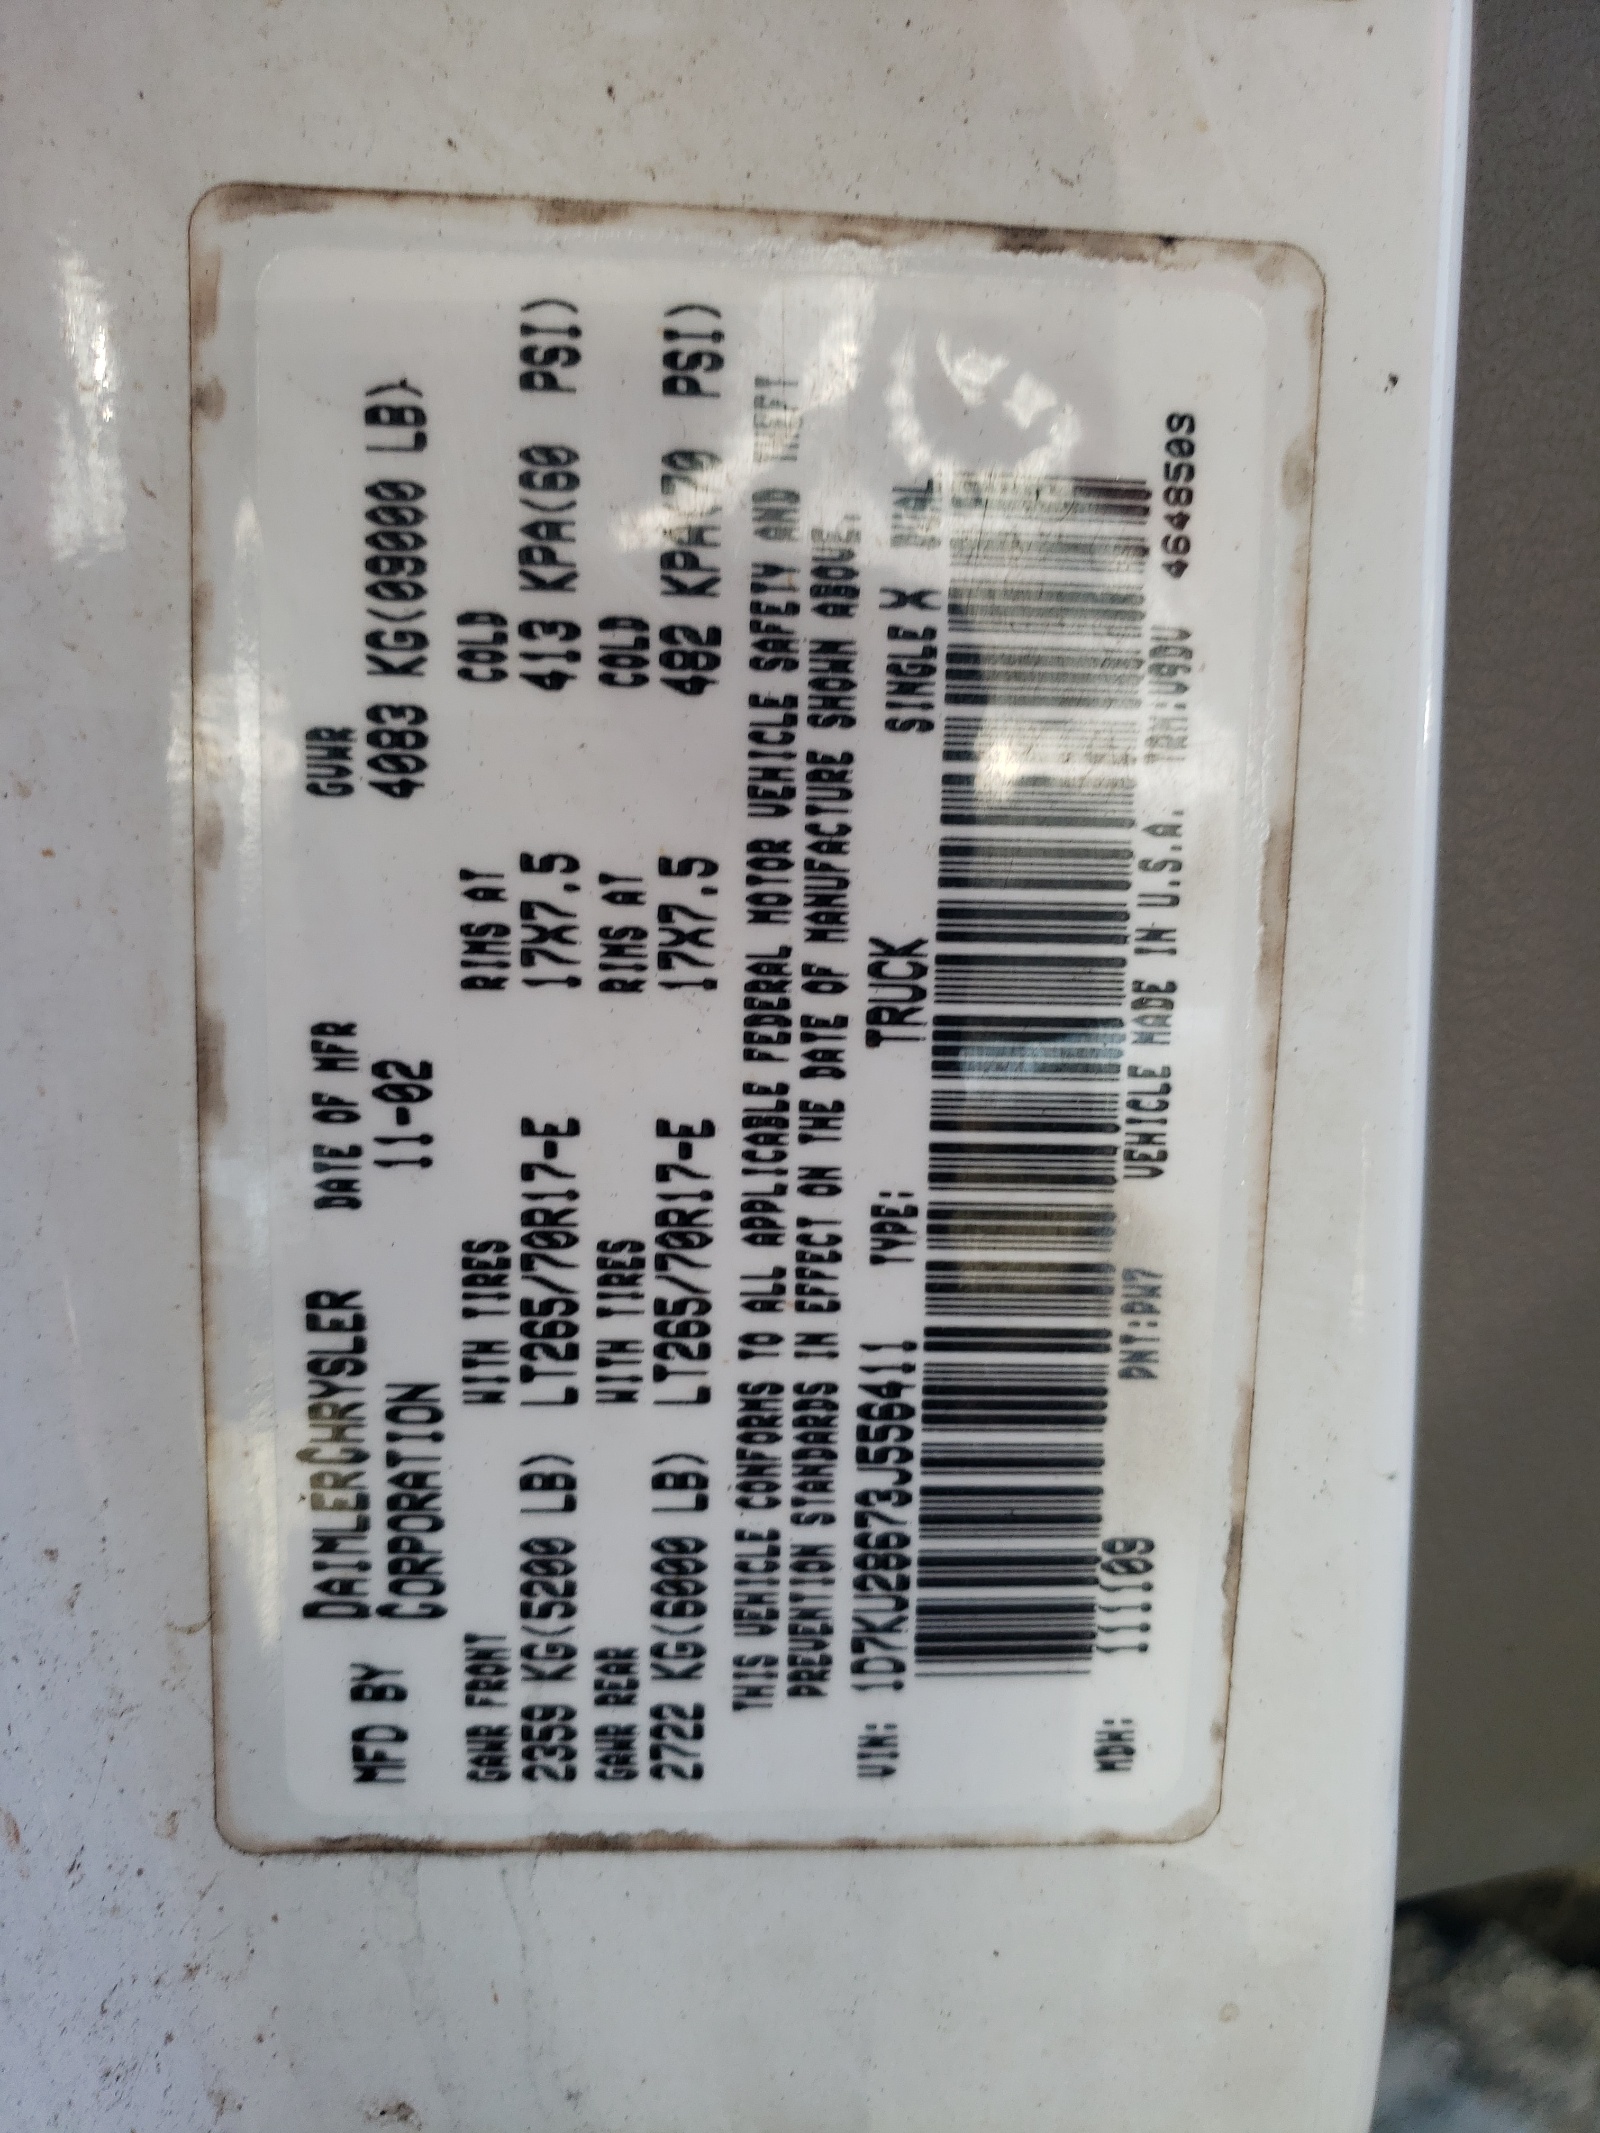 MFD BY DAIMLERCHRYSLER CORPORATION DATE OF MFR 11-02 GVWR 4083 KG(09000 LB)
GAWR FRONT WITH TIRES RIMS AT COLD
2359 KG(5200 LB) LT265/70R17-E 17X7.5 413 KPA(60 PSI)
GAWR REAR WITH TIRES RIMS AT COLD
2722 KG(6000 LB) LT265/70R17-E 17X7.5 482 KPA(70 PSI)
THIS VEHICLE CONFORMS TO ALL APPLICABLE FEDERAL MOTOR VEHICLE SAFETY AND THEFT
PREVENTION STANDARDS IN EFFECT ON THE DATE OF MANUFACTURE SHOWN ABOVE.
VIN: 1D7KU28673J556411 TYPE: TRUCK SINGLE X DUAL
MDH: 111109 PNT:PW7 VEHICLE MADE IN U.S.A. TRM:V9DV 4648509